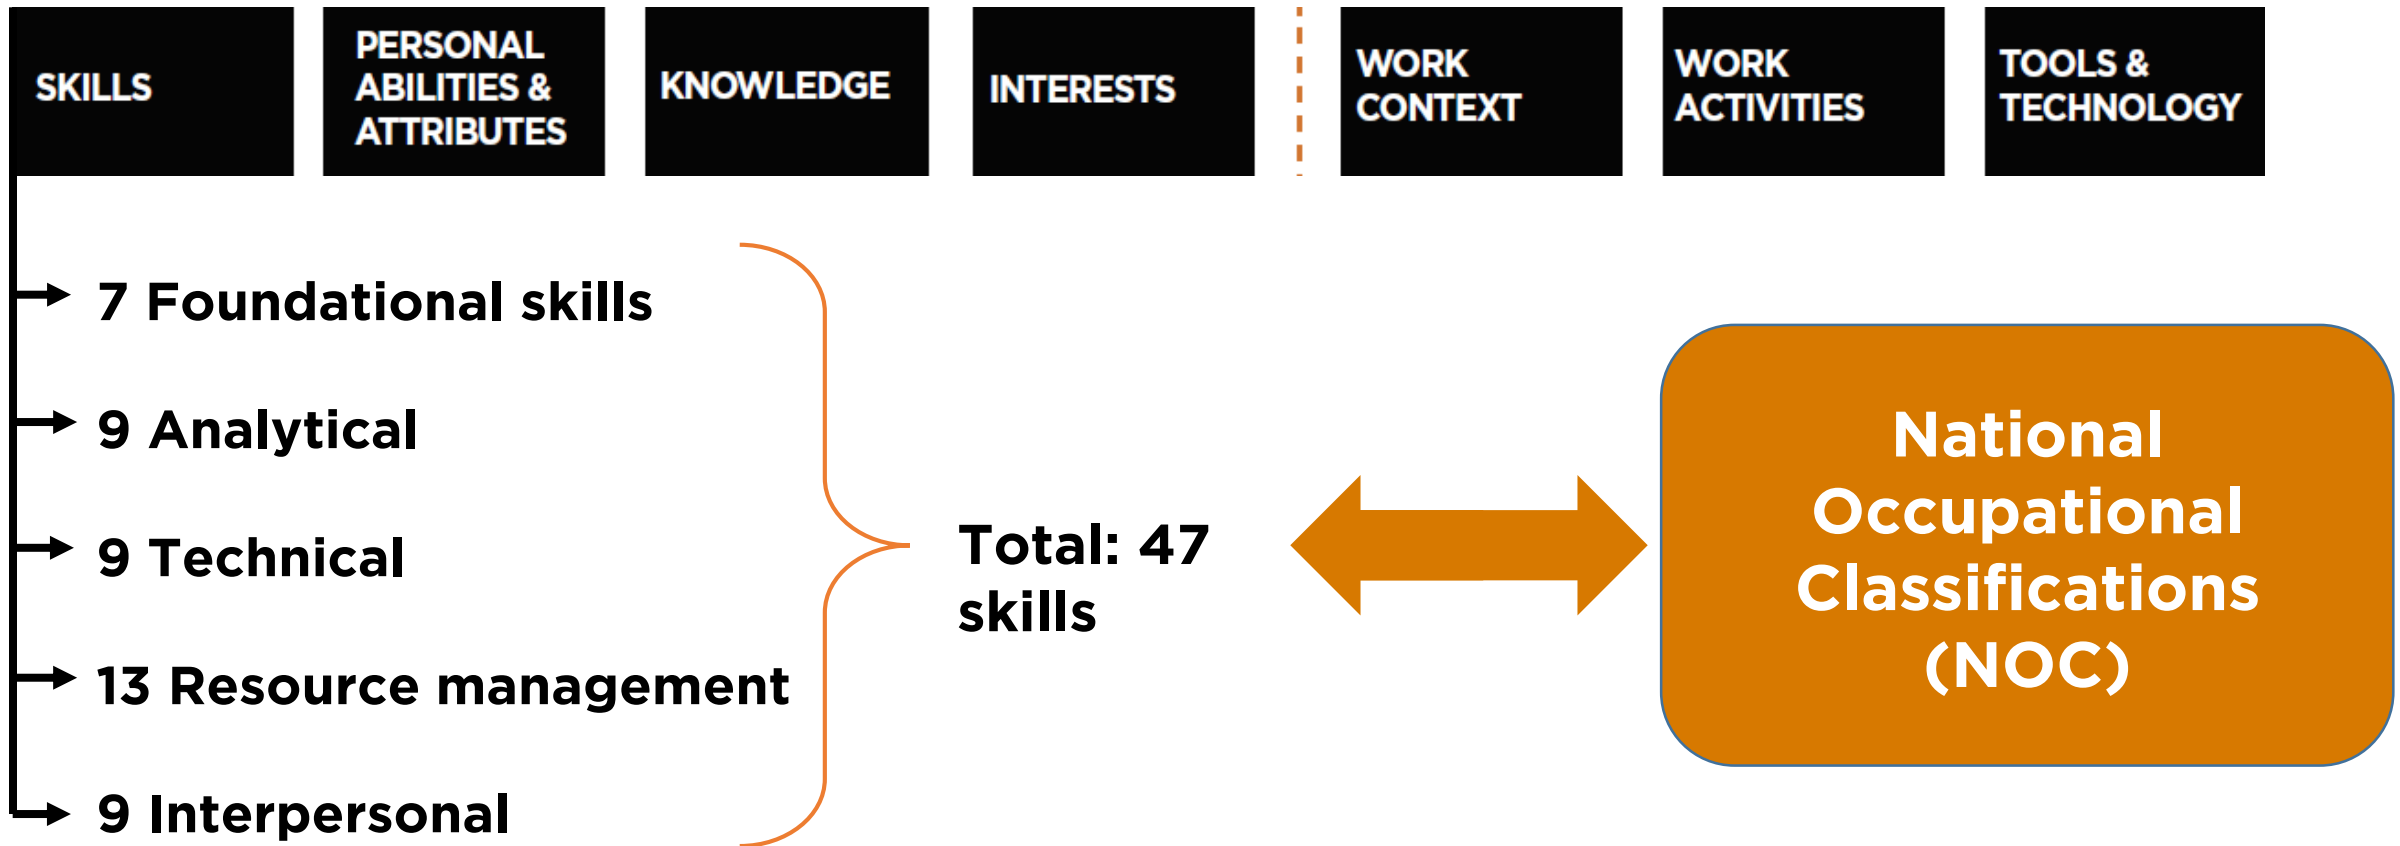 SKILLS
PERSONAL
ABILITIES &
ATTRIBUTES
KNOWLEDGE
INTERESTS
WORK
CONTEXT
WORK
ACTIVITIES
TOOLS &
TECHNOLOGY
7 Foundational skills
9 Analytical
9 Technical
13 Resource management
9 Interpersonal
Total: 47
skills
National
Occupational
Classifications
(NOC)